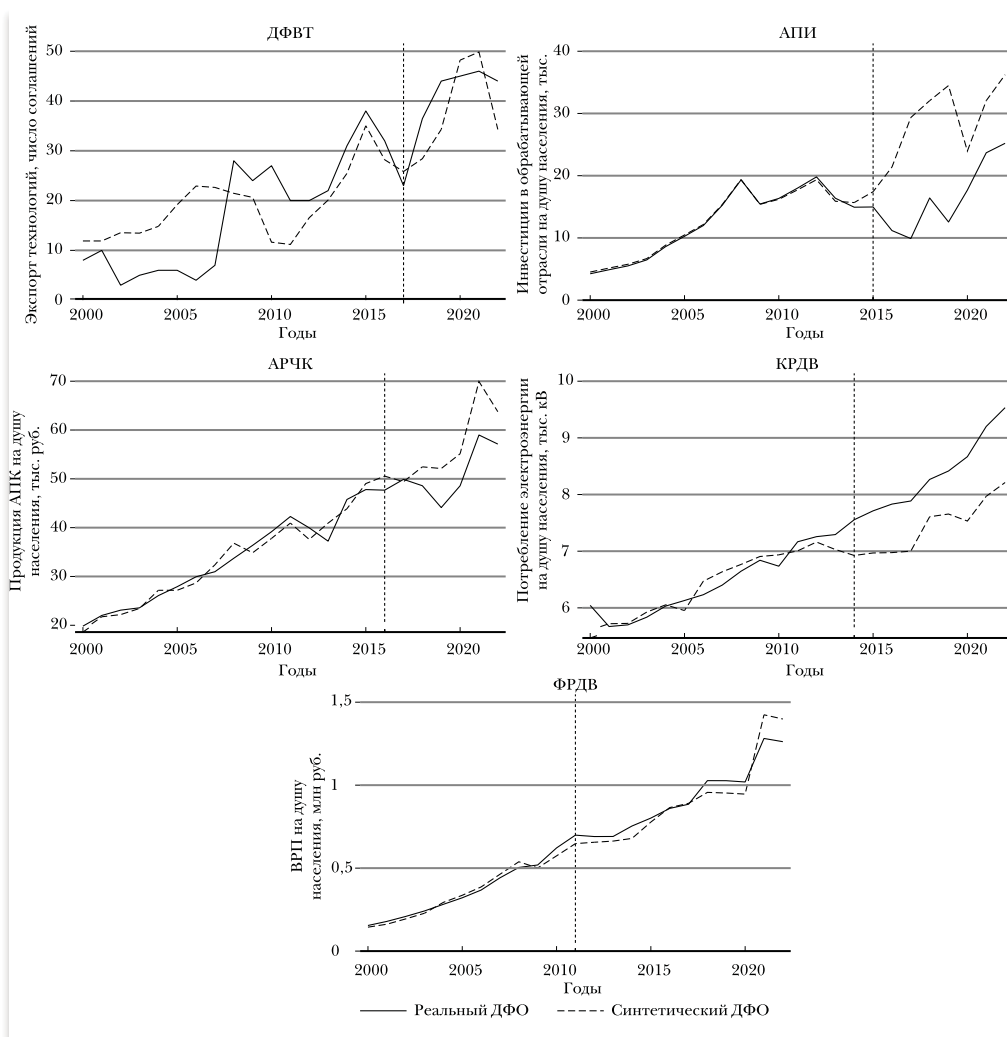 ДФВТ
Экспорт технологий, число соглашений
50
40
30
20
10
0
2000 2005 2010 2015 2020
Годы
АПИ
Инвестиции в обрабатывающей
отрасли на душу населения, тыс.
40
30
20
10
0
2000 2005 2010 2015 2020
Годы
АРЧК
Продукция АПК на душу
населения, тыс. руб.
70
60
50
40
30
20
2000 2005 2010 2015 2020
Годы
КРДВ
Потребление электроэнергии
на душу населения, тыс. кВ
10
9
8
7
6
2000 2005 2010 2015 2020
Годы
ФРДВ
ВРП на душу
населения, млн руб.
1,5
1
0,5
0
2000 2005 2010 2015 2020
Годы
Реальный ДФО Синтетический ДФО